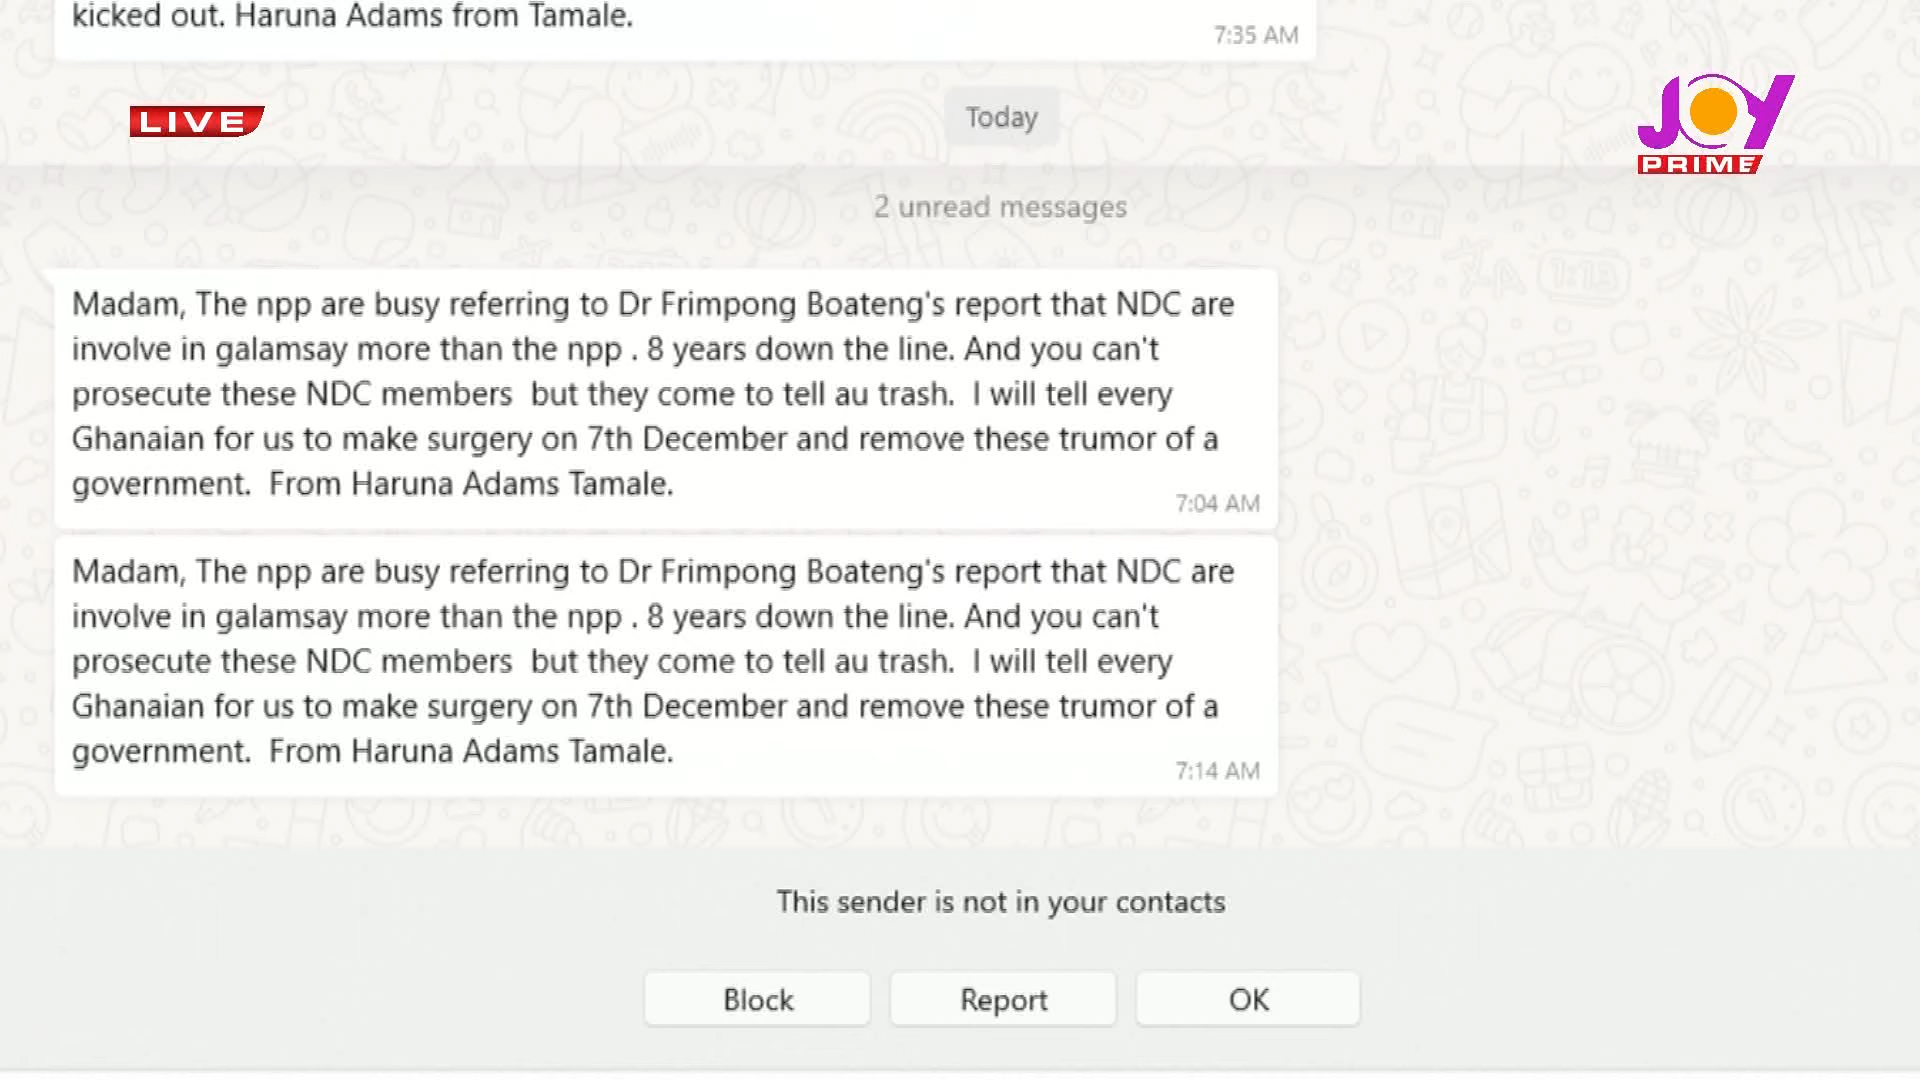 kicked out. Haruna Adams from Tamale.
7:35 AM
LIVE
Today
JOY
PRIME
2 unread messages
Madam, The npp are busy referring to Dr Frimpong Boateng's report that NDC are
involve in galamsay more than the npp . 8 years down the line. And you can't
prosecute these NDC members  but they come to tell au trash.  I will tell every
Ghanaian for us to make surgery on 7th December and remove these trumor of a
government.  From Haruna Adams Tamale.
7:04 AM
Madam, The npp are busy referring to Dr Frimpong Boateng's report that NDC are
involve in galamsay more than the npp . 8 years down the line. And you can't
prosecute these NDC members  but they come to tell au trash.  I will tell every
Ghanaian for us to make surgery on 7th December and remove these trumor of a
government.  From Haruna Adams Tamale.
7:14 AM
This sender is not in your contacts
Block
Report
OK